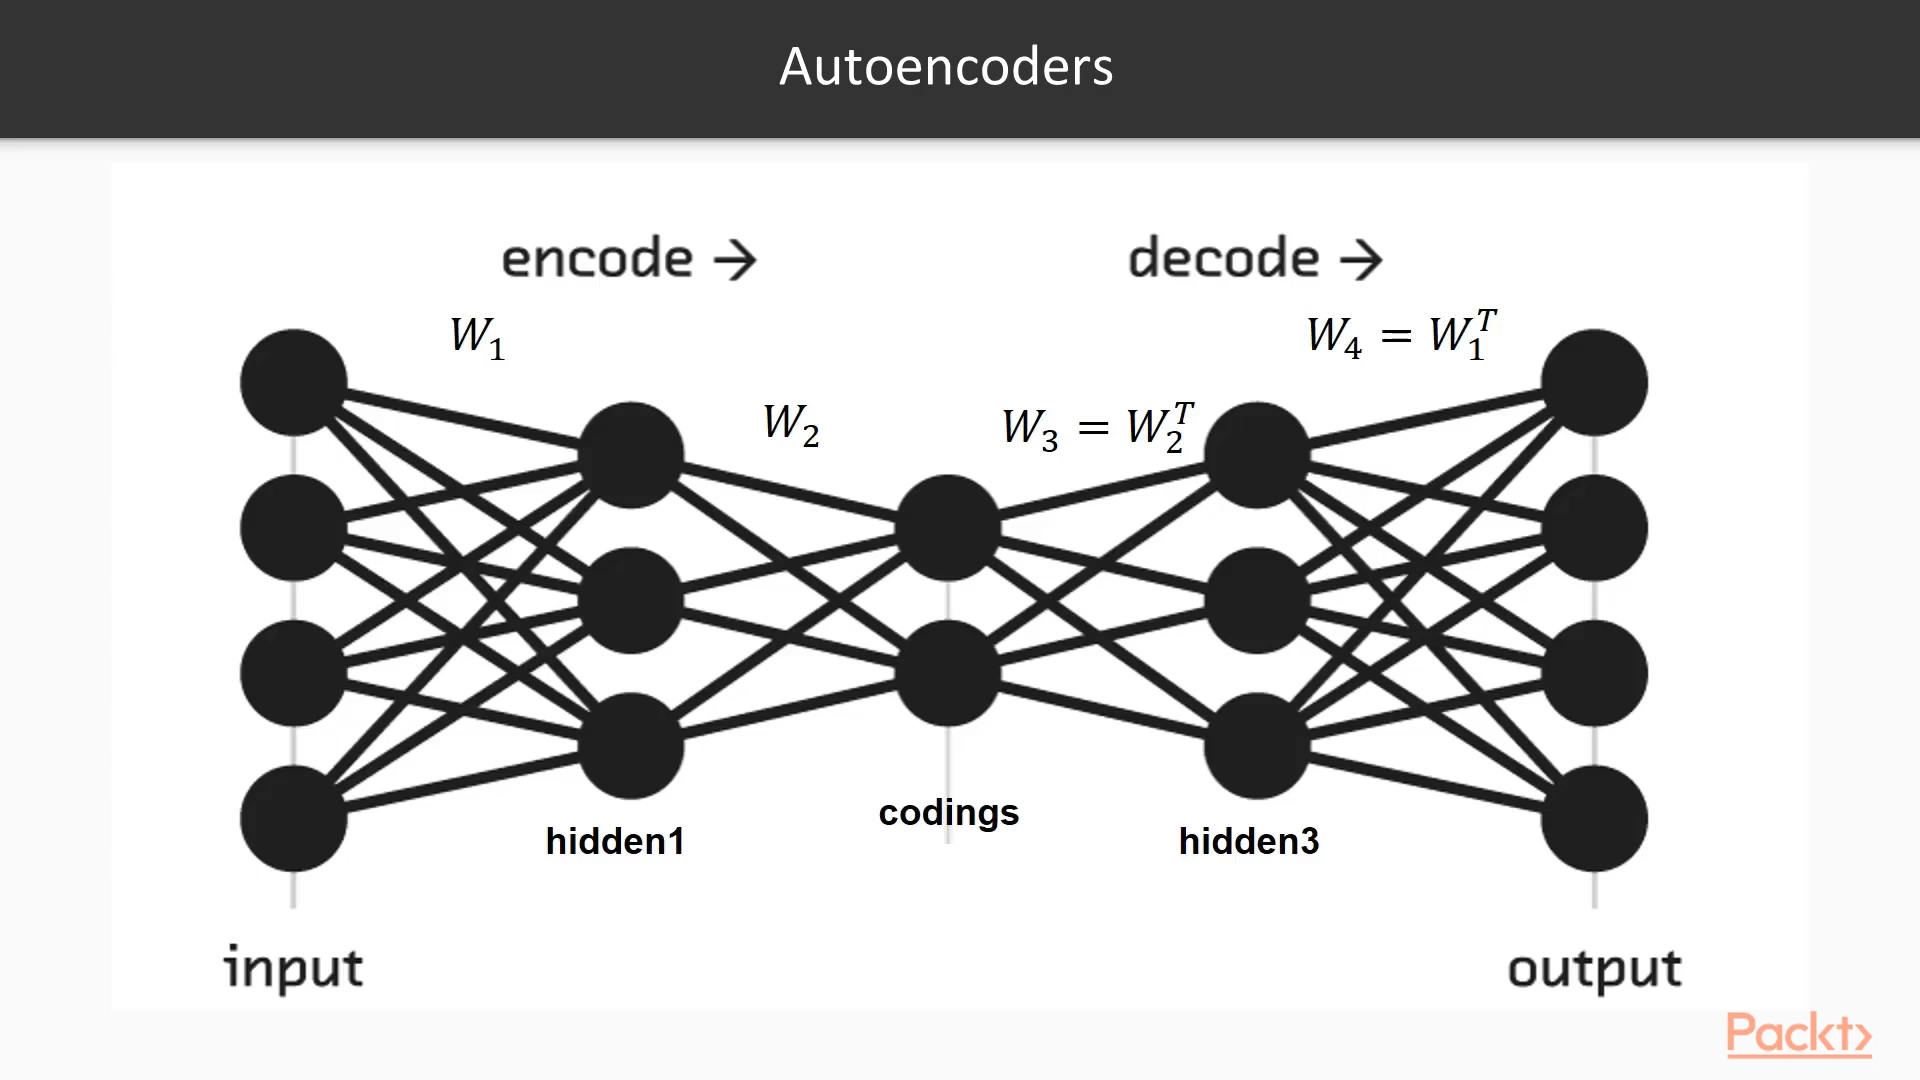 Autoencoders
encode → decode →
W₁ W₄ = W₁ᵀ
W₂ W₃ = W₂ᵀ
codings
hidden1 hidden3
input output
Packt>